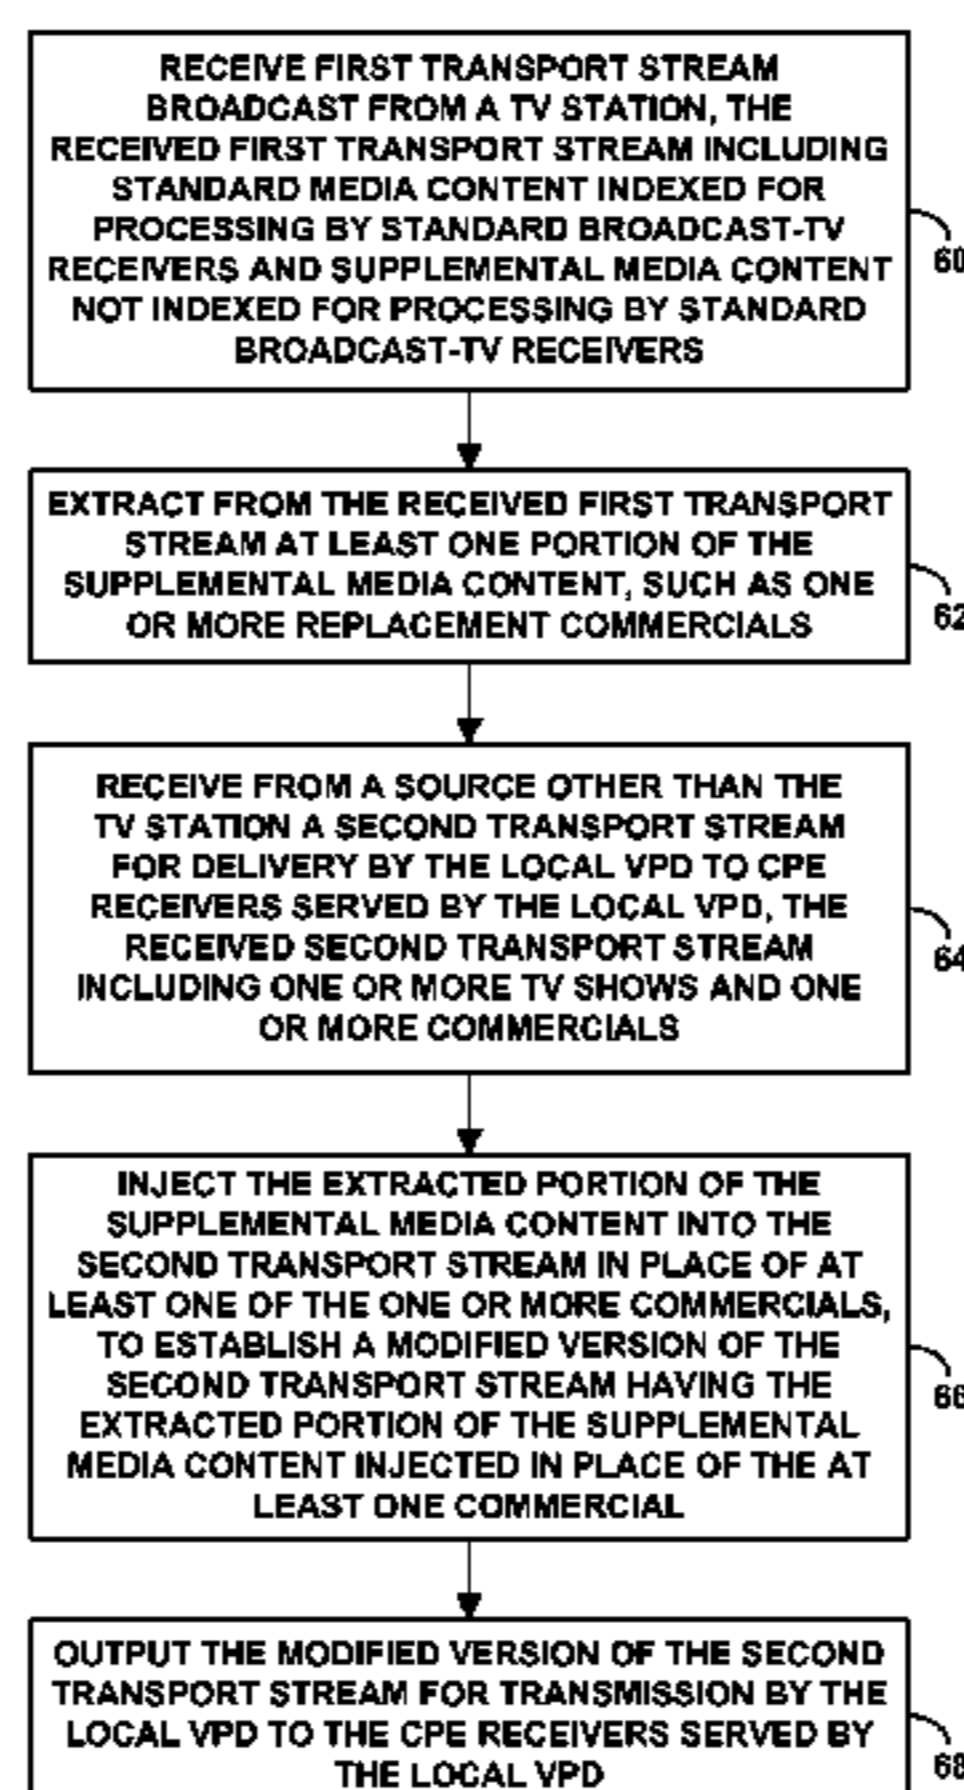 RECEIVE FIRST TRANSPORT STREAM
BROADCAST FROM A TV STATION, THE
RECEIVED FIRST TRANSPORT STREAM INCLUDING
STANDARD MEDIA CONTENT INDEXED FOR
PROCESSING BY STANDARD BROADCAST-TV
RECEIVERS AND SUPPLEMENTAL MEDIA CONTENT
NOT INDEXED FOR PROCESSING BY STANDARD
BROADCAST-TV RECEIVERS
60
EXTRACT FROM THE RECEIVED FIRST TRANSPORT
STREAM AT LEAST ONE PORTION OF THE
SUPPLEMENTAL MEDIA CONTENT, SUCH AS ONE
OR MORE REPLACEMENT COMMERCIALS
62
RECEIVE FROM A SOURCE OTHER THAN THE
TV STATION A SECOND TRANSPORT STREAM
FOR DELIVERY BY THE LOCAL VPD TO CPE
RECEIVERS SERVED BY THE LOCAL VPD, THE
RECEIVED SECOND TRANSPORT STREAM
INCLUDING ONE OR MORE TV SHOWS AND ONE
OR MORE COMMERCIALS
64
INJECT THE EXTRACTED PORTION OF THE
SUPPLEMENTAL MEDIA CONTENT INTO THE
SECOND TRANSPORT STREAM IN PLACE OF AT
LEAST ONE OF THE ONE OR MORE COMMERCIALS,
TO ESTABLISH A MODIFIED VERSION OF THE
SECOND TRANSPORT STREAM HAVING THE
EXTRACTED PORTION OF THE SUPPLEMENTAL
MEDIA CONTENT INJECTED IN PLACE OF THE AT
LEAST ONE COMMERCIAL
66
OUTPUT THE MODIFIED VERSION OF THE SECOND
TRANSPORT STREAM FOR TRANSMISSION BY THE
LOCAL VPD TO THE CPE RECEIVERS SERVED BY
THE LOCAL VPD
68